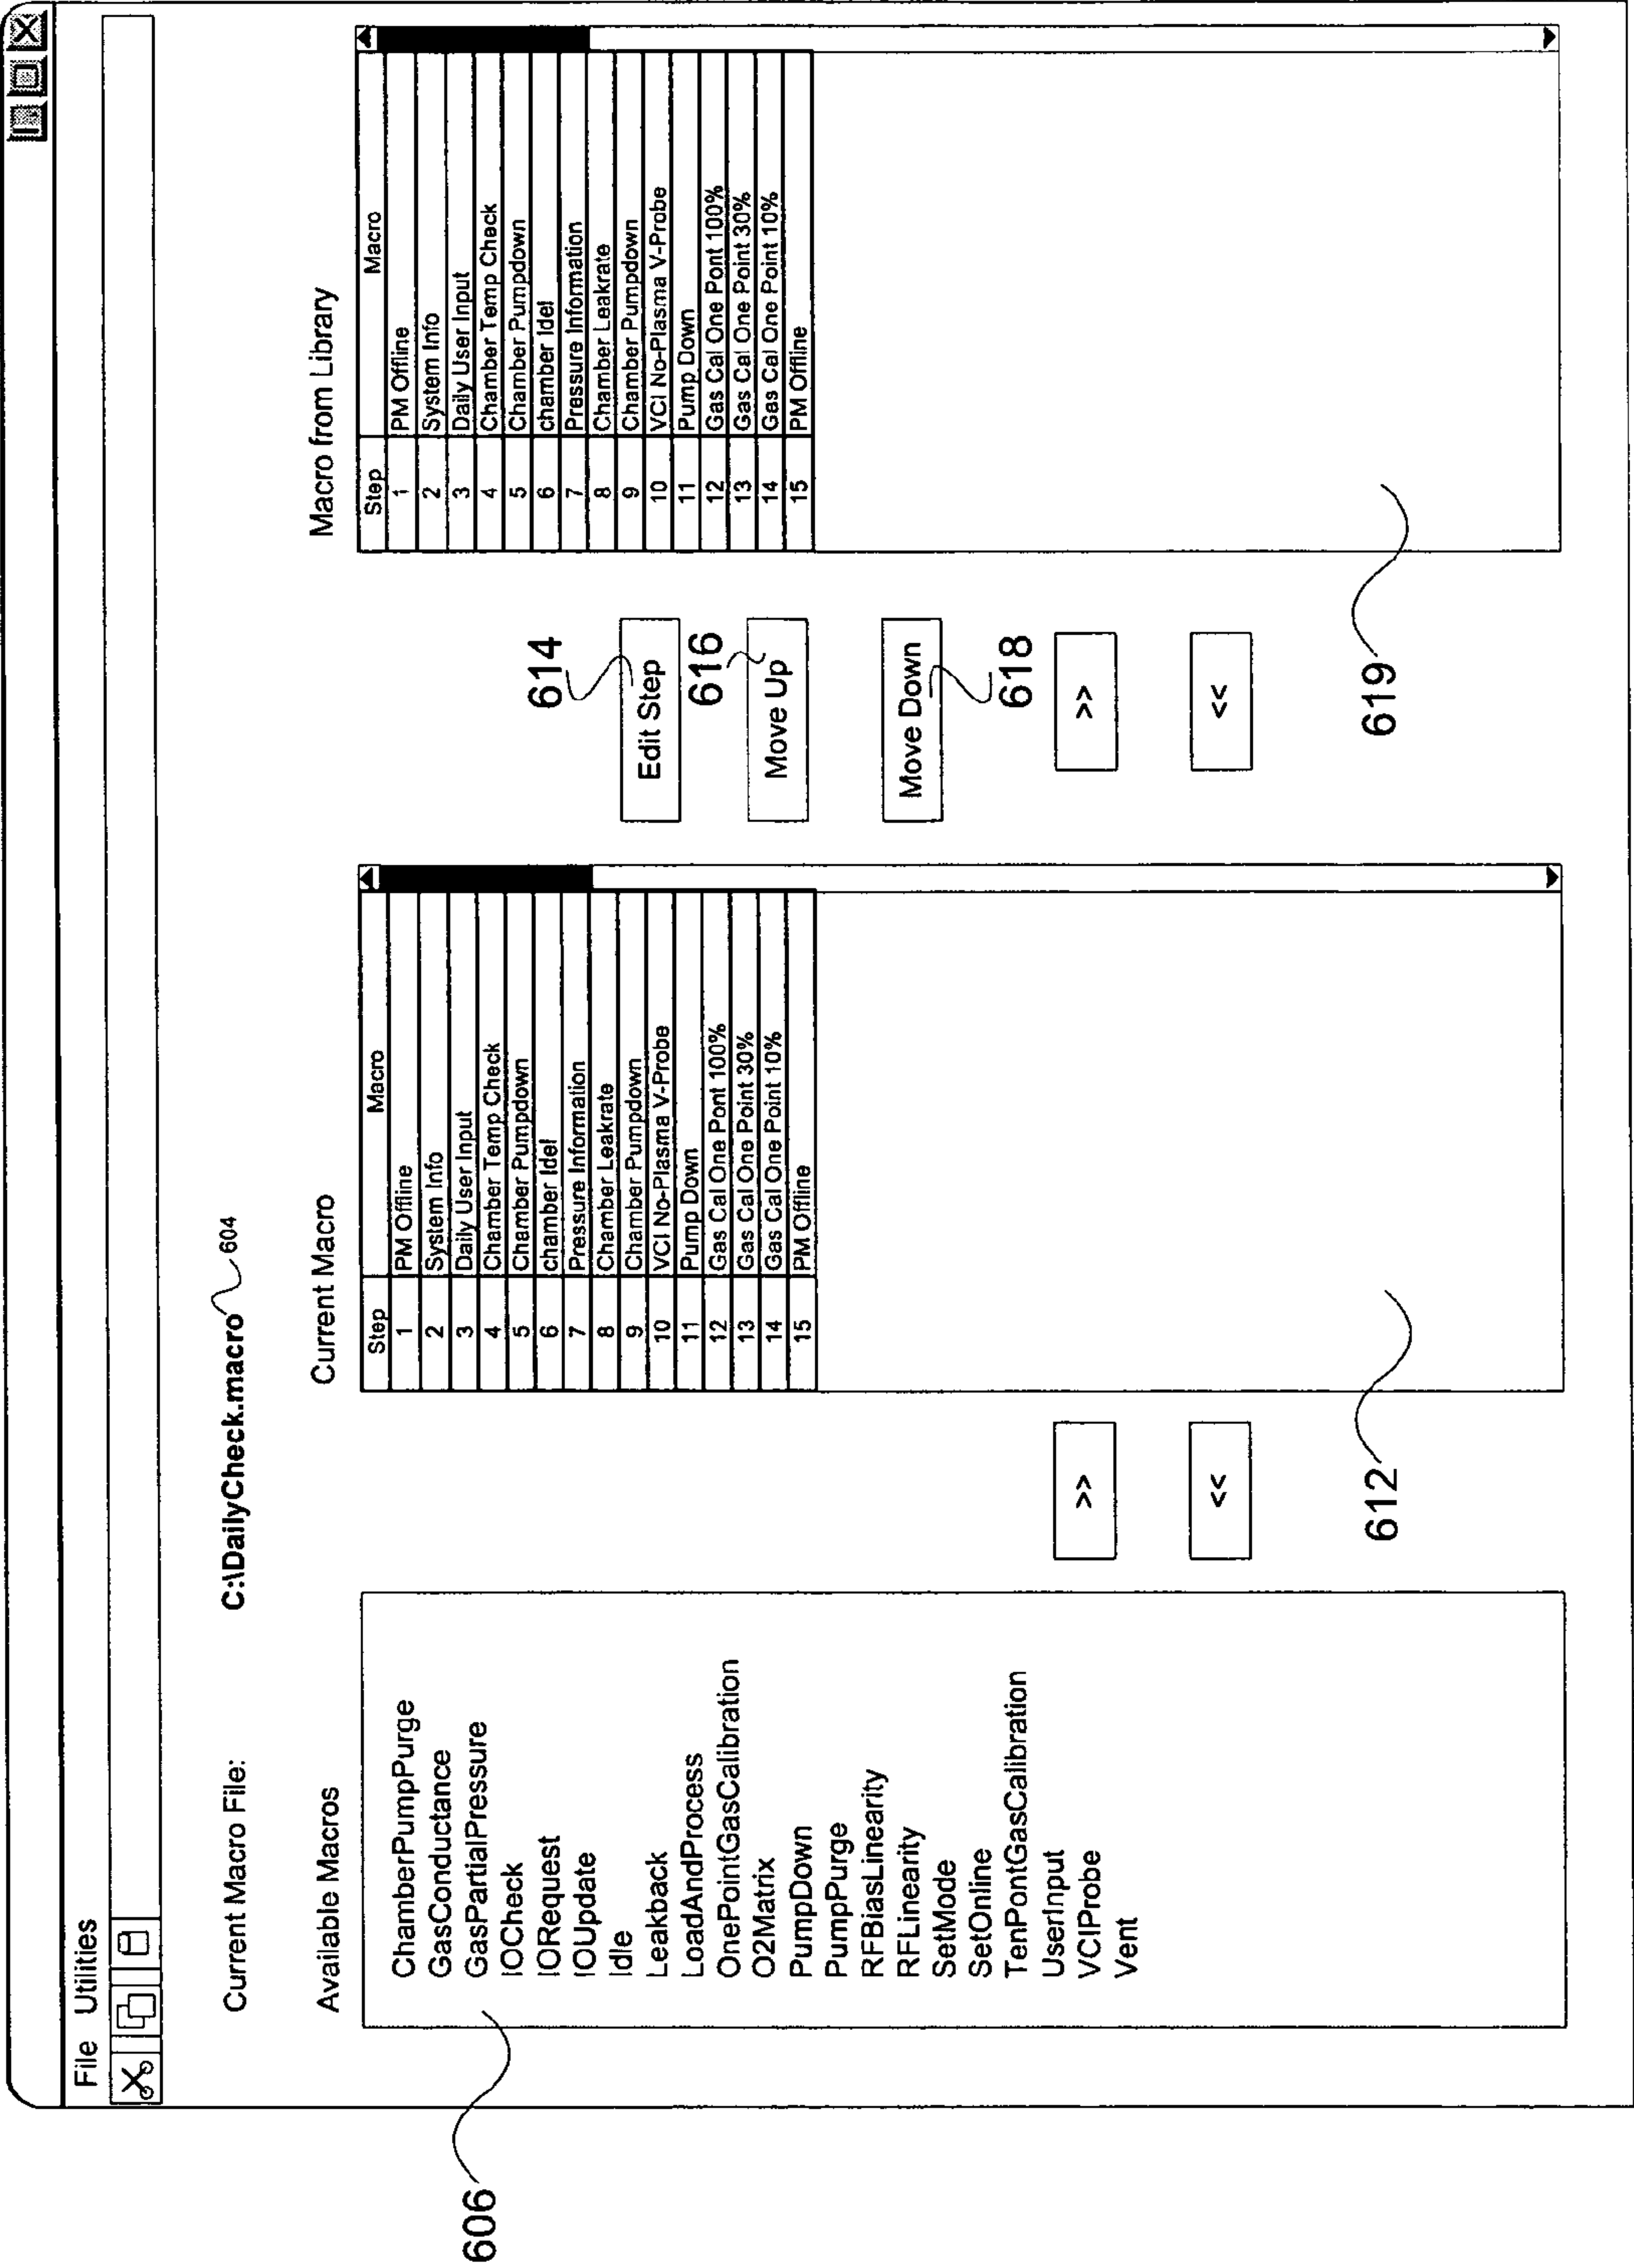 File Utilities
Current Macro File: C:\DailyCheck.macro 604
Available Macros
606
ChamberPumpPurge
GasConductance
GasPartialPressure
IOCheck
IORequest
IOUpdate
Idle
Leakback
LoadAndProcess
OnePointGasCalibration
O2Matrix
PumpDown
PumpPurge
RFBiasLinearity
RFLinearity
SetMode
SetOnline
TenPontGasCalibration
UserInput
VCIProbe
Vent
>>
<<
Current Macro
Step Macro
1 PM Offline
2 System Info
3 Daily User Input
4 Chamber Temp Check
5 Chamber Pumpdown
6 chamber Idel
7 Pressure Information
8 Chamber Leakrate
9 Chamber Pumpdown
10 VCI No-Plasma V-Probe
11 Pump Down
12 Gas Cal One Pont 100%
13 Gas Cal One Point 30%
14 Gas Cal One Point 10%
15 PM Offline
612
614
Edit Step
616
Move Up
Move Down
618
>>
<<
Macro from Library
Step Macro
1 PM Offline
2 System Info
3 Daily User Input
4 Chamber Temp Check
5 Chamber Pumpdown
6 chamber Idel
7 Pressure Information
8 Chamber Leakrate
9 Chamber Pumpdown
10 VCI No-Plasma V-Probe
11 Pump Down
12 Gas Cal One Pont 100%
13 Gas Cal One Point 30%
14 Gas Cal One Point 10%
15 PM Offline
619